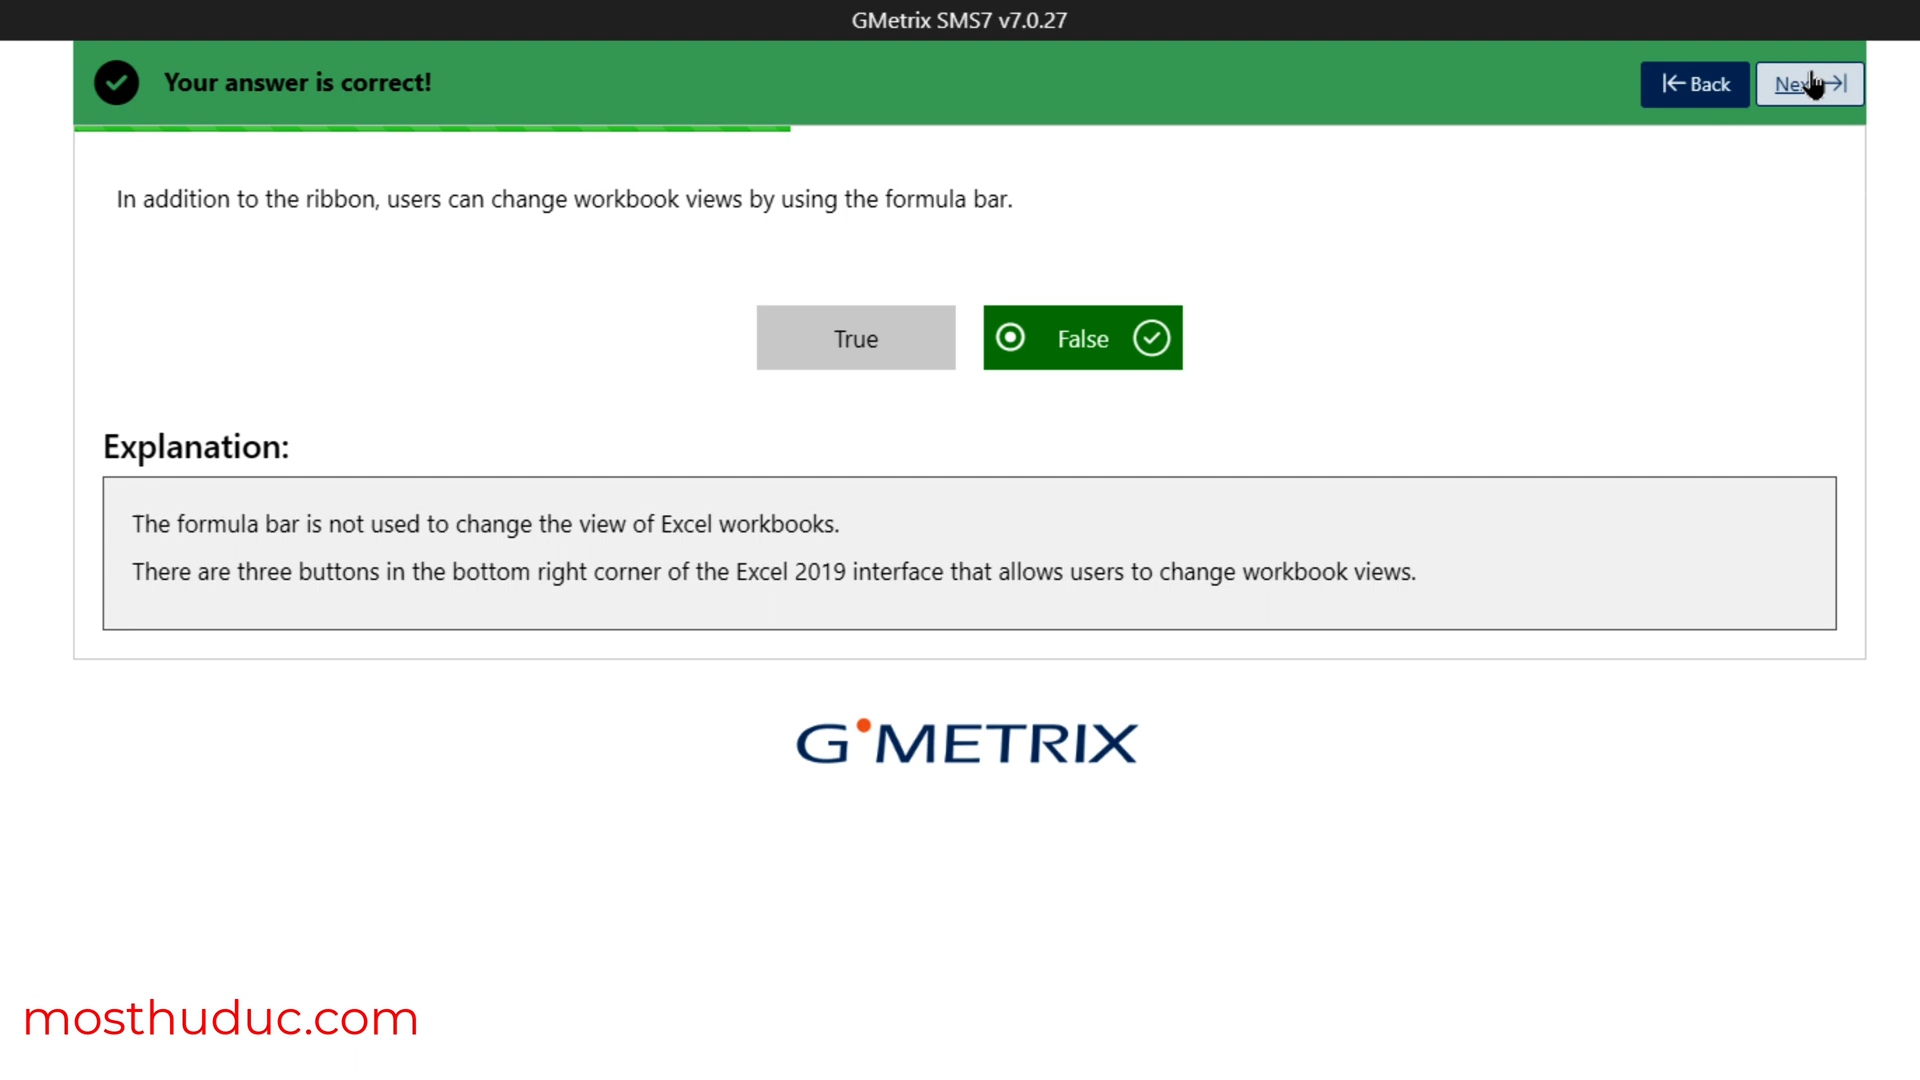 GMetrix SMS7 v7.0.27
Your answer is correct!
Back
In addition to the ribbon, users can change workbook views by using the formula bar.
True
False
Explanation:
The formula bar is not used to change the view of Excel workbooks.
There are three buttons in the bottom right corner of the Excel 2019 interface that allows users to change workbook views.
GMETRIX
mosthuduc.com